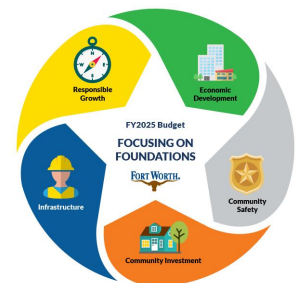 Responsible
Growth
Economic
Development
FY2025 Budget
FOCUSING ON
FOUNDATIONS
FORT WORTH®
Infrastructure
Community
Safety
Community Investment